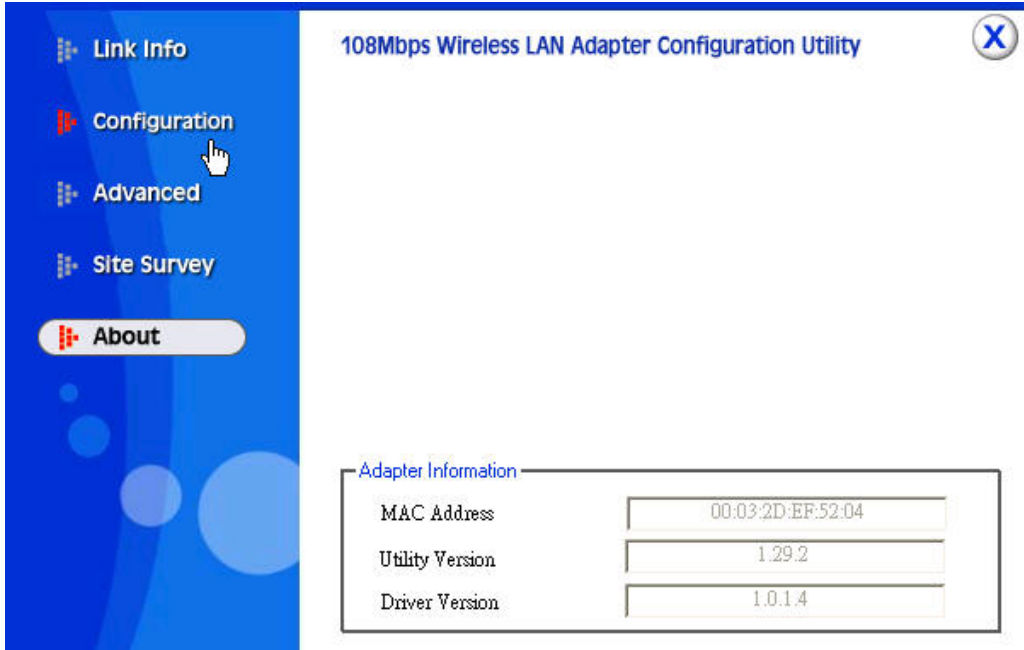 Link Info
Configuration
Advanced
Site Survey
About
108Mbps Wireless LAN Adapter Configuration Utility
X
Adapter Information
MAC Address 00:03:2D:EF:52:04
Utility Version 1.29.2
Driver Version 1.0.1.4